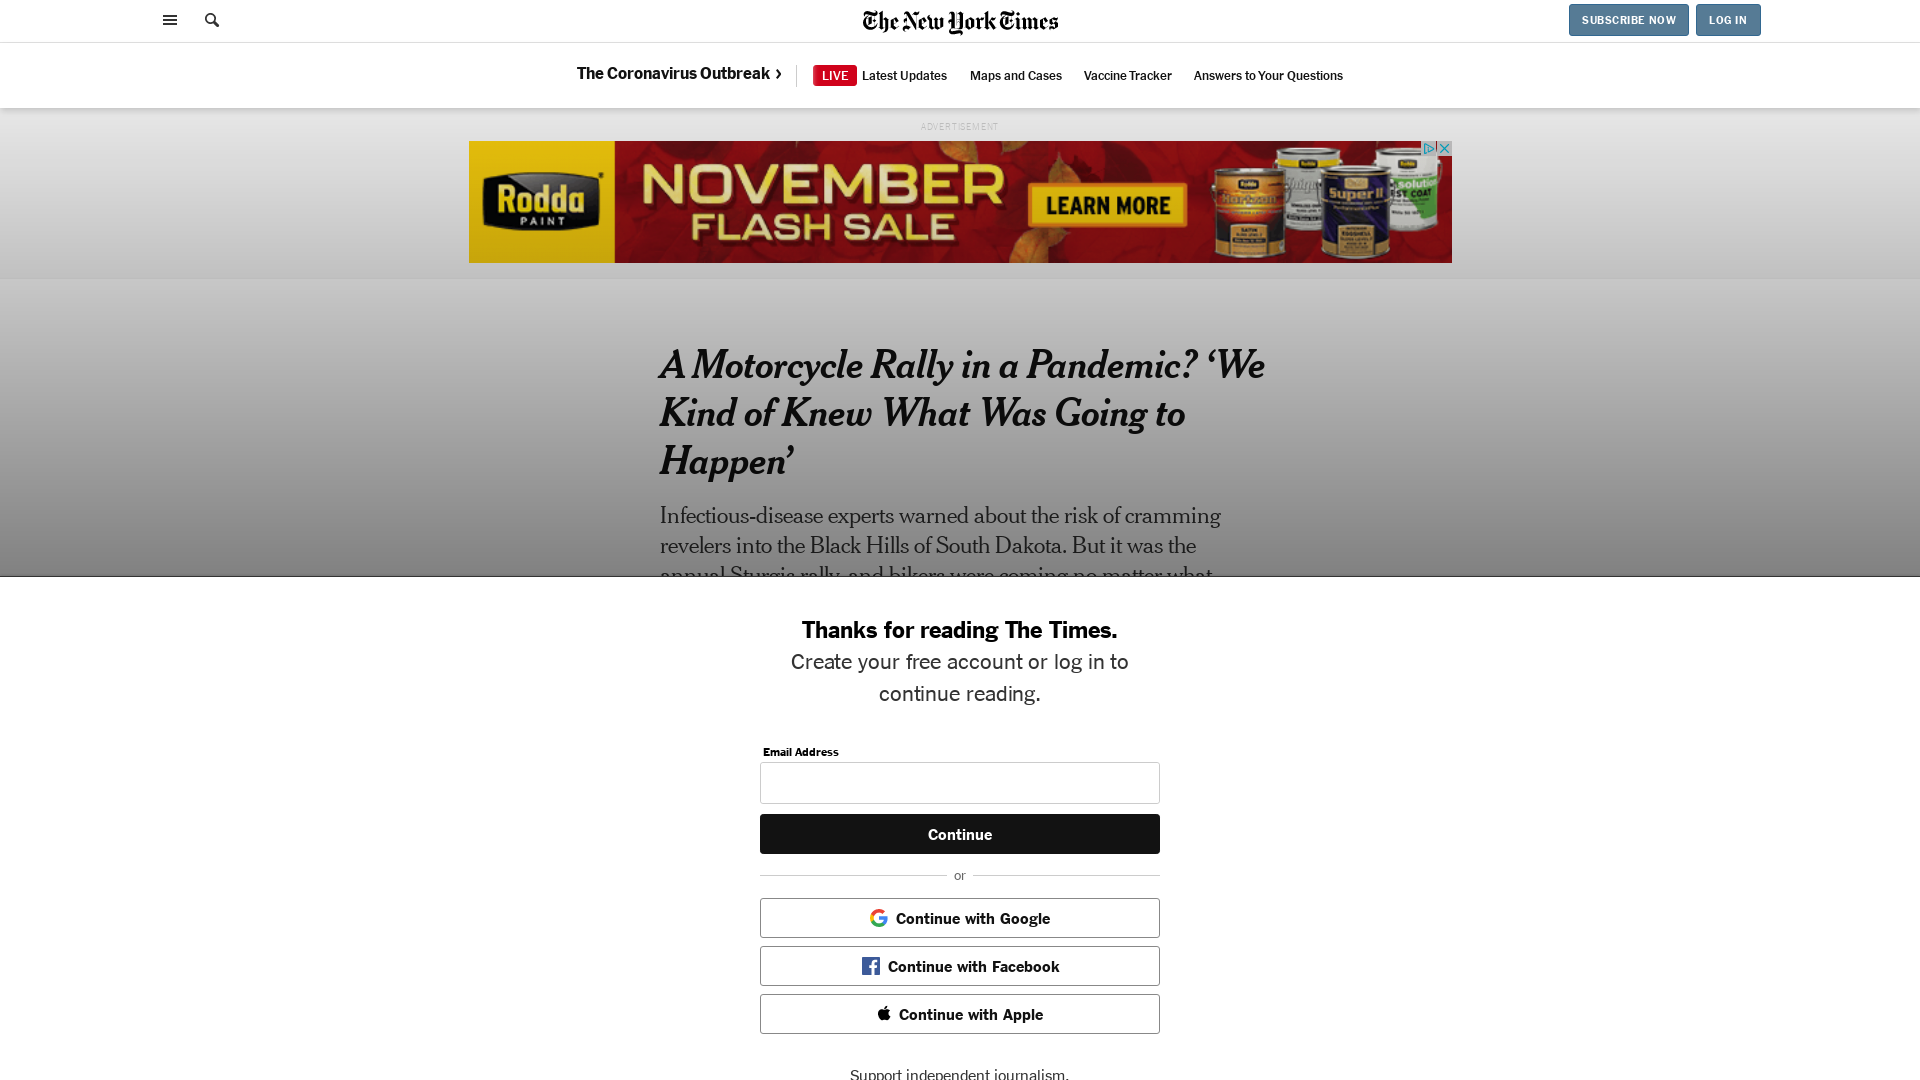 The New York Times
SUBSCRIBE NOW
LOG IN
The Coronavirus Outbreak ›
LIVE Latest Updates
Maps and Cases
Vaccine Tracker
Answers to Your Questions
ADVERTISEMENT
Rodda®
PAINT
NOVEMBER
FLASH SALE
LEARN MORE
A Motorcycle Rally in a Pandemic? ‘We
Kind of Knew What Was Going to
Happen’
Infectious-disease experts warned about the risk of cramming
revelers into the Black Hills of South Dakota. But it was the
annual Sturgis rally, and bikers were coming no matter what.
Thanks for reading The Times.
Create your free account or log in to
continue reading.
Email Address
Continue
or
Continue with Google
Continue with Facebook
Continue with Apple
Support independent journalism.